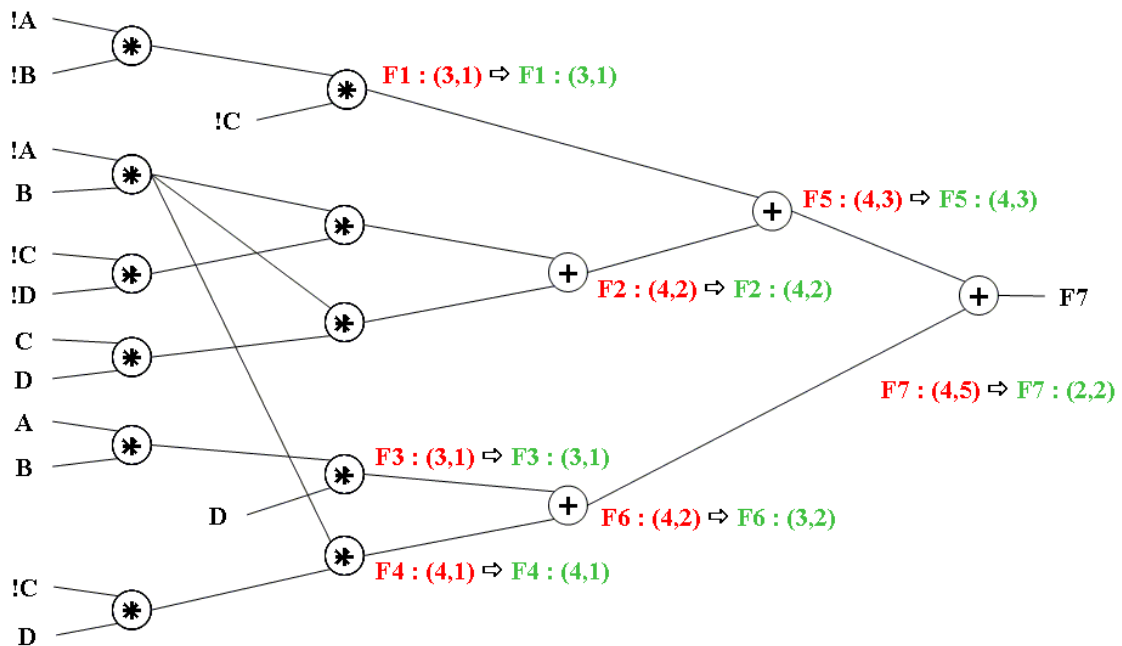 !A
!B
* *
F1 : (3,1) ⇨ F1 : (3,1)
!C
!A
B
*
*
+
F5 : (4,3) ⇨ F5 : (4,3)
!C
!D
*
+
F2 : (4,2) ⇨ F2 : (4,2)
+
F7
*
C
D
*
F7 : (4,5) ⇨ F7 : (2,2)
A
B
*
F3 : (3,1) ⇨ F3 : (3,1)
*
D
+
F6 : (4,2) ⇨ F6 : (3,2)
*
F4 : (4,1) ⇨ F4 : (4,1)
!C
D
*